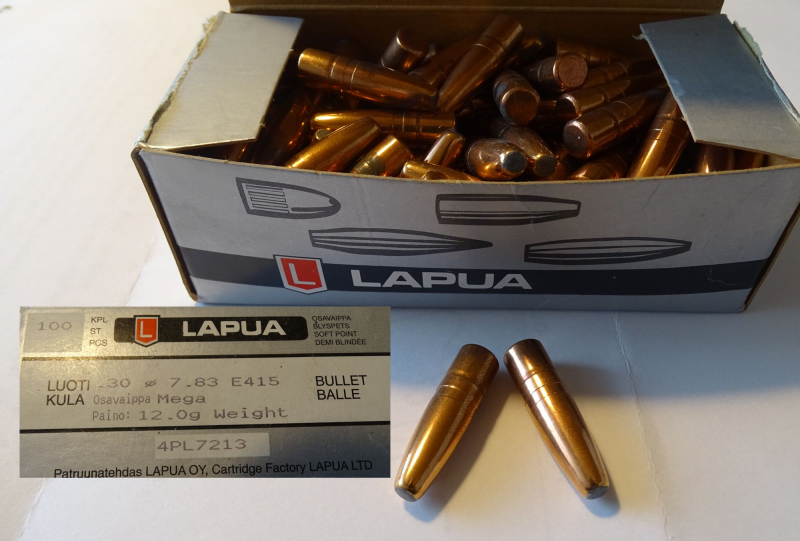 L LAPUA
100 KPL ST PCS L LAPUA OSAVAIPPA BLYSPETS SOFT POINT DEMI BLINDÉE
LUOTI .30 ø 7.83 E415 BULLET
KULA Osavaippa Mega BALLE
Paino: 12.0g Weight
4PL7213
Patruunatehdas LAPUA OY, Cartridge Factory LAPUA LTD